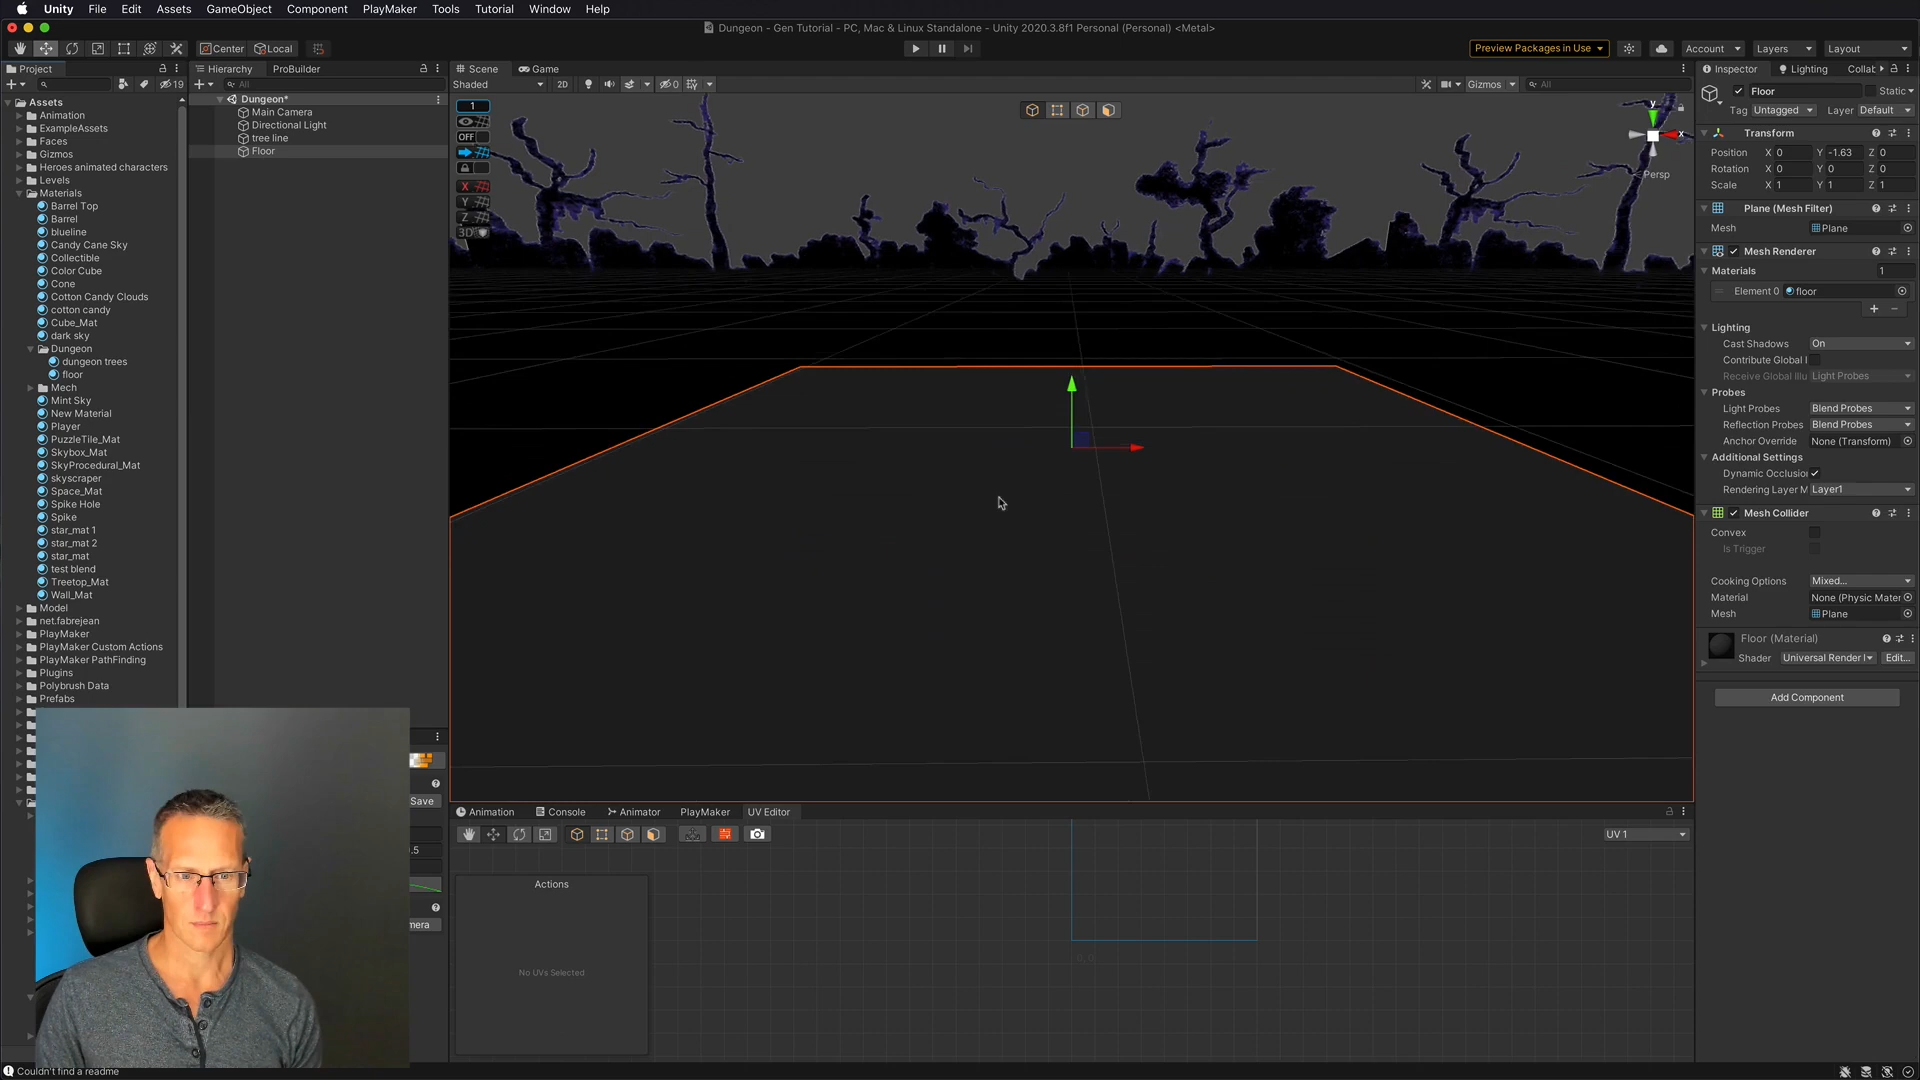 Unity File Edit Assets GameObject Component PlayMaker Tools Tutorial Window Help
Dungeon - Gen Tutorial - PC, Mac & Linux Standalone - Unity 2020.3.8f1 Personal (Personal) <Metal>
Center Local
Preview Packages in Use
Account Layers Layout
Project
19
Assets
Animation
ExampleAssets
Faces
Gizmos
Heroes animated characters
Levels
Materials
Barrel Top
Barrel
blueline
Candy Cane Sky
Collectible
Color Cube
Cone
Cotton Candy Clouds
cotton candy
Cube_Mat
dark sky
Dungeon
dungeon trees
floor
Mech
Mint Sky
New Material
Player
PuzzleTile_Mat
Skybox_Mat
SkyProcedural_Mat
skyscraper
Space_Mat
Spike Hole
Spike
star_mat 1
star_mat 2
star_mat
test blend
Treetop_Mat
Wall_Mat
Model
net.fabrejean
PlayMaker
PlayMaker Custom Actions
PlayMaker PathFinding
Plugins
Polybrush Data
Prefabs
Hierarchy ProBuilder
All
Dungeon*
Main Camera
Directional Light
tree line
Floor
Save
.5
mera
Scene Game
Shaded 2D Gizmos All
1
OFF
X
Y
Z
3D
y
x
Persp
Animation Console Animator PlayMaker UV Editor
UV 1
Actions
No UVs Selected
0,0
Inspector Lighting Collab
Floor Static
Tag Untagged Layer Default
Transform
Position X 0 Y -1.63 Z 0
Rotation X 0 Y 0 Z 0
Scale X 1 Y 1 Z 1
Plane (Mesh Filter)
Mesh Plane
Mesh Renderer
Materials 1
Element 0 floor
Lighting
Cast Shadows On
Contribute Global I
Receive Global Illu Light Probes
Probes
Light Probes Blend Probes
Reflection Probes Blend Probes
Anchor Override None (Transform)
Additional Settings
Dynamic Occlusion
Rendering Layer M Layer1
Mesh Collider
Convex
Is Trigger
Cooking Options Mixed...
Material None (Physic Mater
Mesh Plane
Floor (Material)
Shader Universal Render Edit...
Add Component
Couldn't find a readme